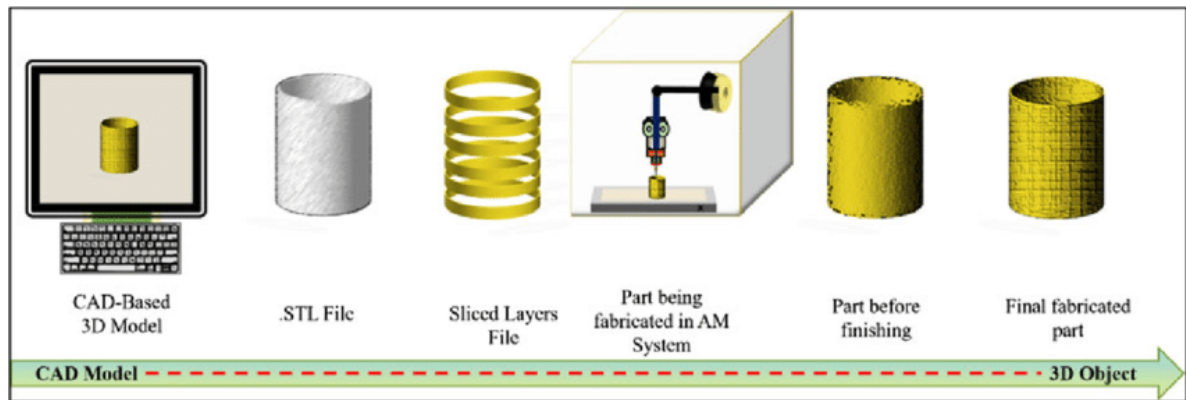 CAD-Based
3D Model
.STL File
Sliced Layers
File
Part being
fabricated in AM
System
Part before
finishing
Final fabricated
part
CAD Model
3D Object